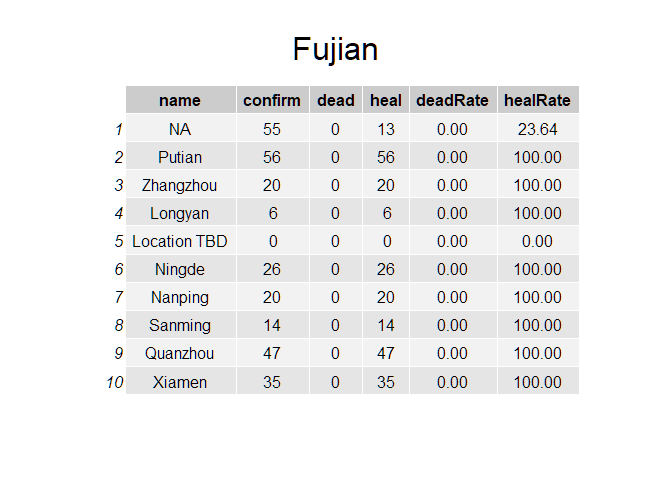 Fujian
name confirm dead heal deadRate healRate
1 NA 55 0 13 0.00 23.64
2 Putian 56 0 56 0.00 100.00
3 Zhangzhou 20 0 20 0.00 100.00
4 Longyan 6 0 6 0.00 100.00
5 Location TBD 0 0 0 0.00 0.00
6 Ningde 26 0 26 0.00 100.00
7 Nanping 20 0 20 0.00 100.00
8 Sanming 14 0 14 0.00 100.00
9 Quanzhou 47 0 47 0.00 100.00
10 Xiamen 35 0 35 0.00 100.00